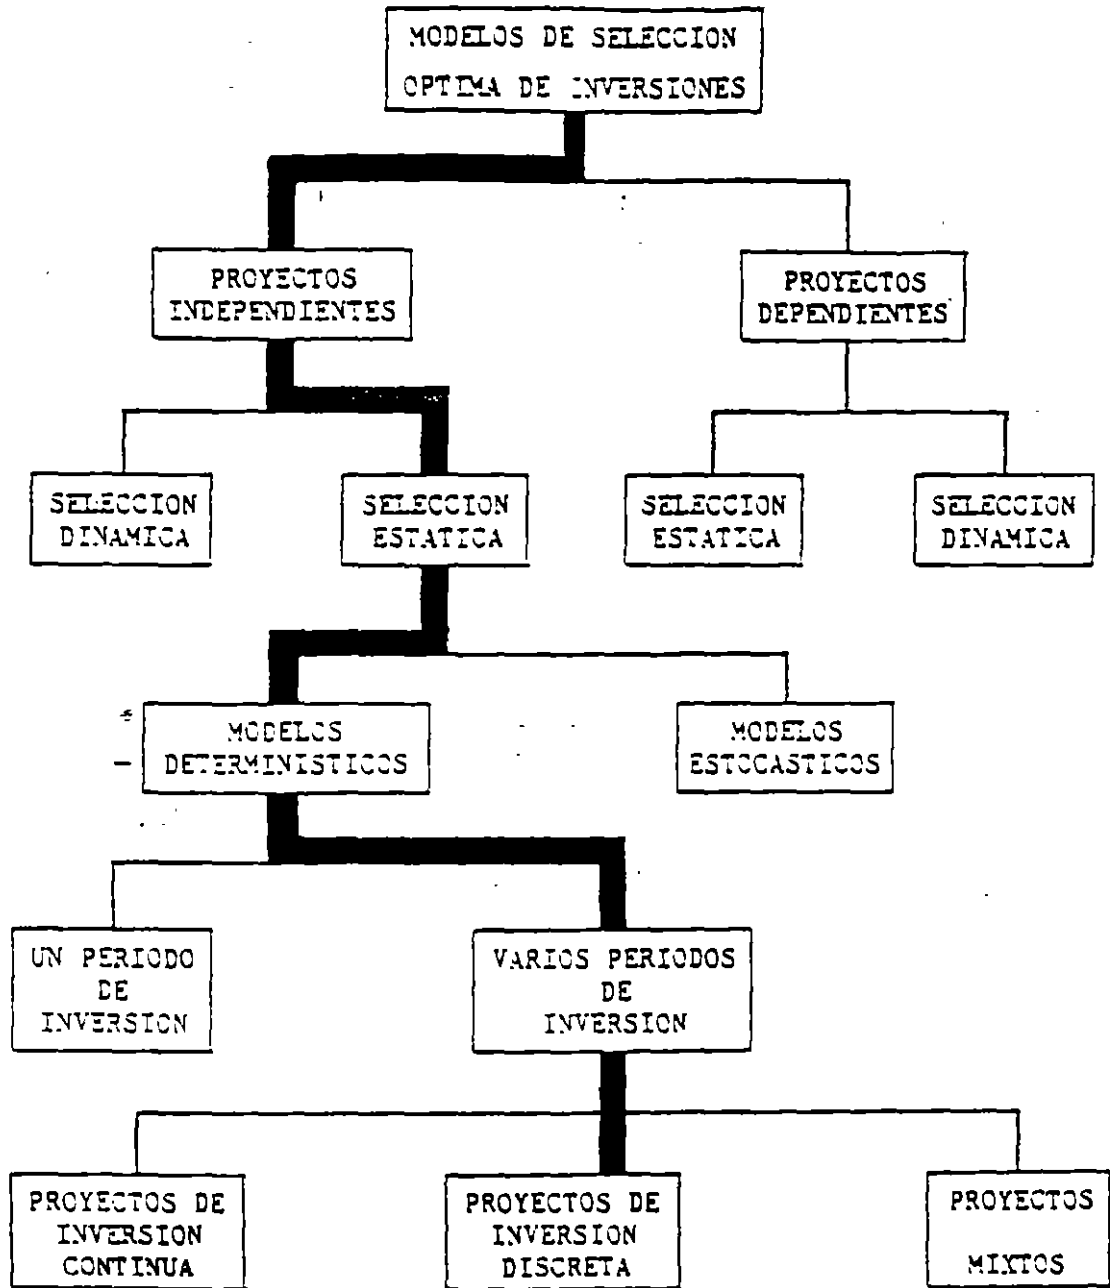 MODELOS DE SELECCION
OPTIMA DE INVERSIONES
PROYECTOS
INDEPENDIENTES
PROYECTOS
DEPENDIENTES
SELECCION
DINAMICA
SELECCION
ESTATICA
SELECCION
ESTATICA
SELECCION
DINAMICA
MODELOS
DETERMINISTICOS
MODELOS
ESTOCASTICOS
UN PERIODO
DE
INVERSION
VARIOS PERIODOS
DE
INVERSION
PROYECTOS DE
INVERSION
CONTINUA
PROYECTOS DE
INVERSION
DISCRETA
PROYECTOS
MIXTOS